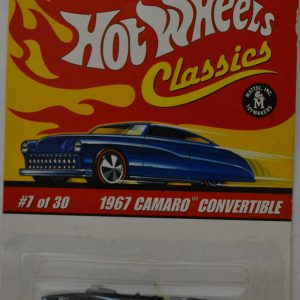 Hot Wheels
Classics
MATTEL, INC.
TOYMAKERS
#7 of 30
1967 CAMARO® CONVERTIBLE